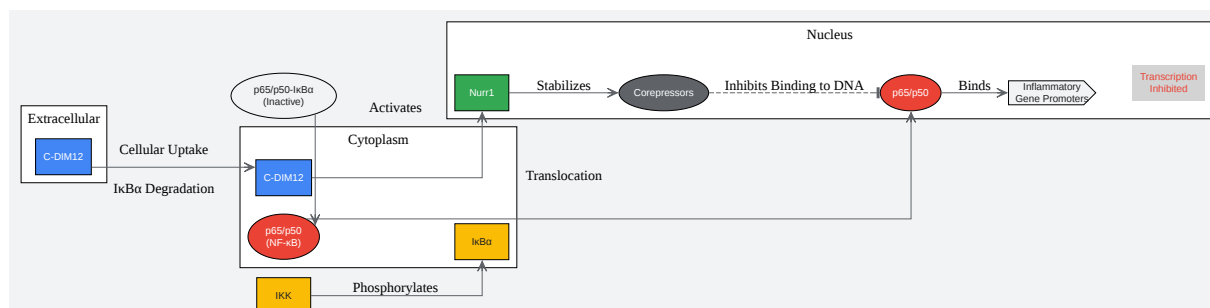 Nucleus
p65/p50-IκBα
(Inactive)
Activates
Nurr1
Stabilizes
Corepressors
Inhibits Binding to DNA
p65/p50
Binds
Inflammatory
Gene Promoters
Transcription
Inhibited
Extracellular
C-DIM12
Cellular Uptake
IκBα Degradation
Cytoplasm
C-DIM12
Translocation
p65/p50
(NF-κB)
IκBα
IKK
Phosphorylates